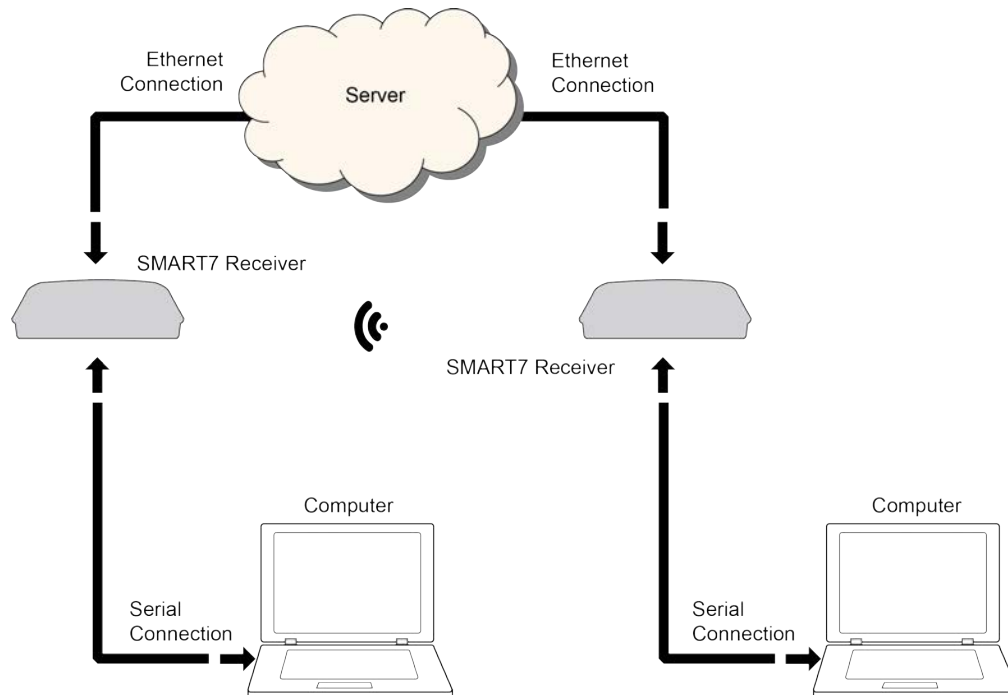 Ethernet
Connection
Server
Ethernet
Connection
SMART7 Receiver
SMART7 Receiver
Computer
Computer
Serial
Connection
Serial
Connection